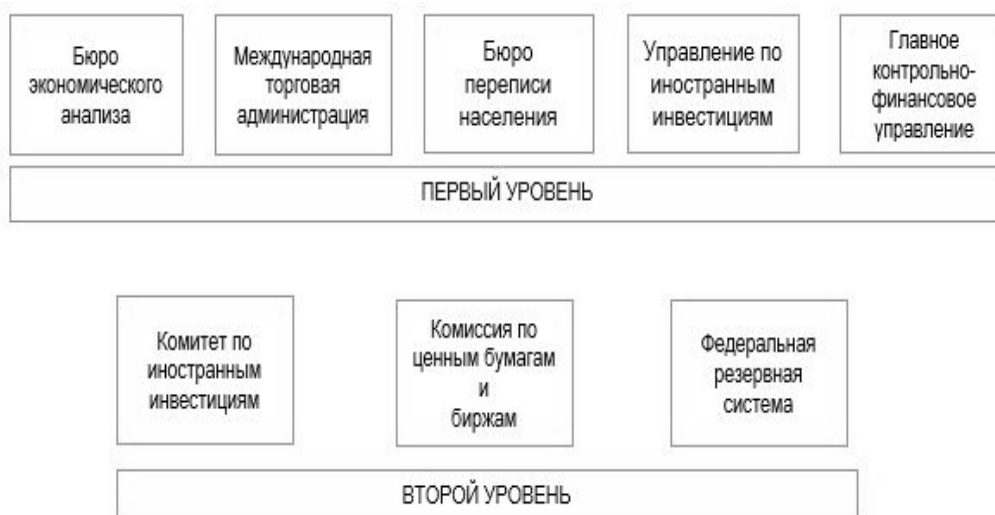 Бюро
экономического
анализа
Международная
торговая
администрация
Бюро
переписи
населения
Управление по
иностранным
инвестициям
Главное
контрольно-
финансовое
управление
ПЕРВЫЙ УРОВЕНЬ
Комитет по
иностранным
инвестициям
Комиссия по
ценным бумагам
и
биржам
Федеральная
резервная
система
ВТОРОЙ УРОВЕНЬ